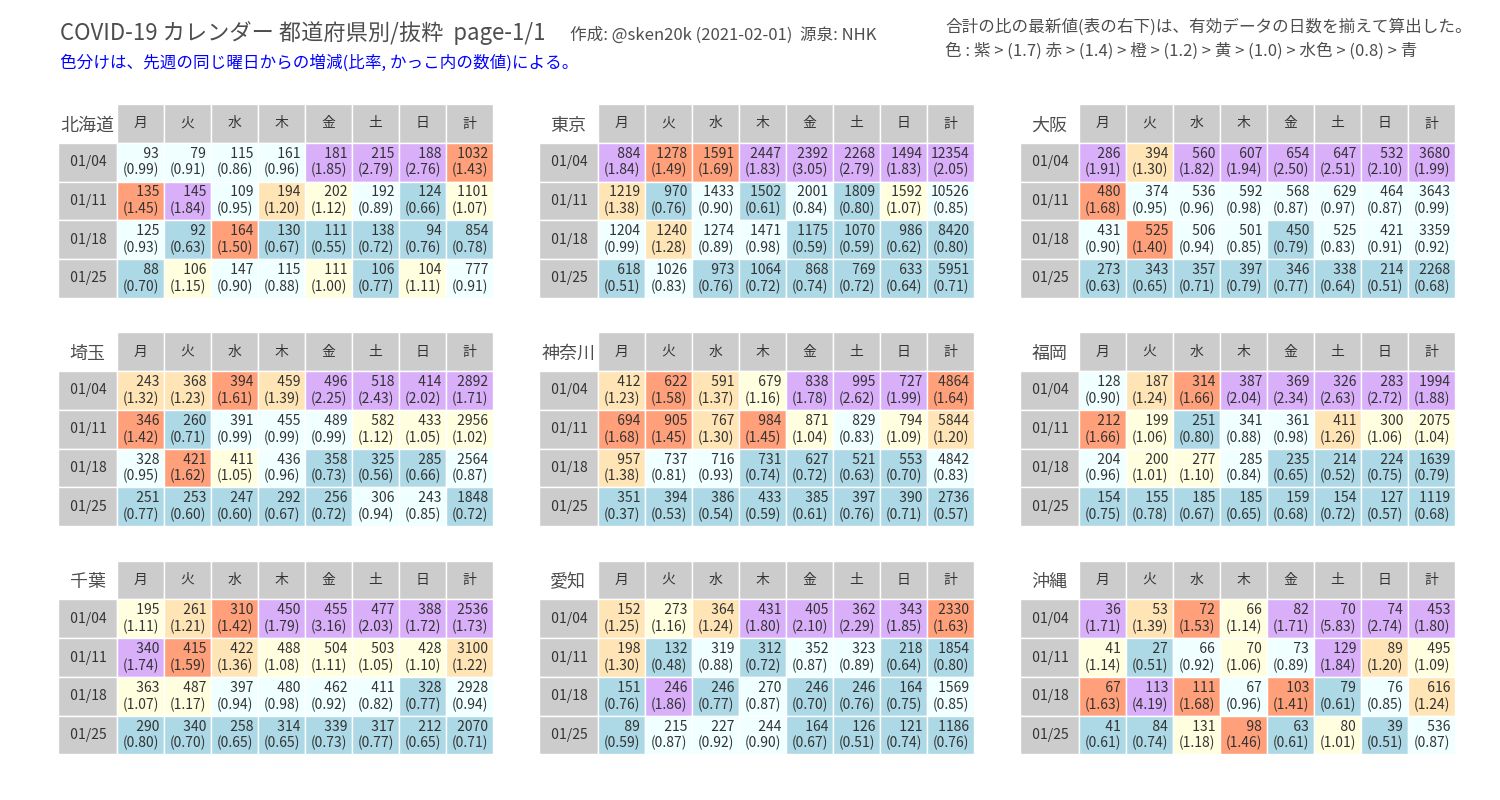 COVID-19 カレンダー 都道府県別/抜粋 page-1/1 作成: @sken20k (2021-02-01) 源泉: NHK
色分けは、先週の同じ曜日からの増減(比率, かっこ内の数値)による。
合計の比の最新値(表の右下)は、有効データの日数を揃えて算出した。
色 : 紫 > (1.7) 赤 > (1.4) > 橙 > (1.2) > 黄 > (1.0) > 水色 > (0.8) > 青
北海道 月 火 水 木 金 土 日 計
01/04 93 79 115 161 181 215 188 1032
(0.99) (0.91) (0.86) (0.96) (1.85) (2.79) (2.76) (1.43)
01/11 135 145 109 194 202 192 124 1101
(1.45) (1.84) (0.95) (1.20) (1.12) (0.89) (0.66) (1.07)
01/18 125 92 164 130 111 138 94 854
(0.93) (0.63) (1.50) (0.67) (0.55) (0.72) (0.76) (0.78)
01/25 88 106 147 115 111 106 104 777
(0.70) (1.15) (0.90) (0.88) (1.00) (0.77) (1.11) (0.91)
東京 月 火 水 木 金 土 日 計
01/04 884 1278 1591 2447 2392 2268 1494 12354
(1.84) (1.49) (1.69) (1.83) (3.05) (2.79) (1.83) (2.05)
01/11 1219 970 1433 1502 2001 1809 1592 10526
(1.38) (0.76) (0.90) (0.61) (0.84) (0.80) (1.07) (0.85)
01/18 1204 1240 1274 1471 1175 1070 986 8420
(0.99) (1.28) (0.89) (0.98) (0.59) (0.59) (0.62) (0.80)
01/25 618 1026 973 1064 868 769 633 5951
(0.51) (0.83) (0.76) (0.72) (0.74) (0.72) (0.64) (0.71)
大阪 月 火 水 木 金 土 日 計
01/04 286 394 560 607 654 647 532 3680
(1.91) (1.30) (1.82) (1.94) (2.50) (2.51) (2.10) (1.99)
01/11 480 374 536 592 568 629 464 3643
(1.68) (0.95) (0.96) (0.98) (0.87) (0.97) (0.87) (0.99)
01/18 431 525 506 501 450 525 421 3359
(0.90) (1.40) (0.94) (0.85) (0.79) (0.83) (0.91) (0.92)
01/25 273 343 357 397 346 338 214 2268
(0.63) (0.65) (0.71) (0.79) (0.77) (0.64) (0.51) (0.68)
埼玉 月 火 水 木 金 土 日 計
01/04 243 368 394 459 496 518 414 2892
(1.32) (1.23) (1.61) (1.39) (2.25) (2.43) (2.02) (1.71)
01/11 346 260 391 455 489 582 433 2956
(1.42) (0.71) (0.99) (0.99) (0.99) (1.12) (1.05) (1.02)
01/18 328 421 411 436 358 325 285 2564
(0.95) (1.62) (1.05) (0.96) (0.73) (0.56) (0.66) (0.87)
01/25 251 253 247 292 256 306 243 1848
(0.77) (0.60) (0.60) (0.67) (0.72) (0.94) (0.85) (0.72)
神奈川 月 火 水 木 金 土 日 計
01/04 412 622 591 679 838 995 727 4864
(1.23) (1.58) (1.37) (1.16) (1.78) (2.62) (1.99) (1.64)
01/11 694 905 767 984 871 829 794 5844
(1.68) (1.45) (1.30) (1.45) (1.04) (0.83) (1.09) (1.20)
01/18 957 737 716 731 627 521 553 4842
(1.38) (0.81) (0.93) (0.74) (0.72) (0.63) (0.70) (0.83)
01/25 351 394 386 433 385 397 390 2736
(0.37) (0.53) (0.54) (0.59) (0.61) (0.76) (0.71) (0.57)
福岡 月 火 水 木 金 土 日 計
01/04 128 187 314 387 369 326 283 1994
(0.90) (1.24) (1.66) (2.04) (2.34) (2.63) (2.72) (1.88)
01/11 212 199 251 341 361 411 300 2075
(1.66) (1.06) (0.80) (0.88) (0.98) (1.26) (1.06) (1.04)
01/18 204 200 277 285 235 214 224 1639
(0.96) (1.01) (1.10) (0.84) (0.65) (0.52) (0.75) (0.79)
01/25 154 155 185 185 159 154 127 1119
(0.75) (0.78) (0.67) (0.65) (0.68) (0.72) (0.57) (0.68)
千葉 月 火 水 木 金 土 日 計
01/04 195 261 310 450 455 477 388 2536
(1.11) (1.21) (1.42) (1.79) (3.16) (2.03) (1.72) (1.73)
01/11 340 415 422 488 504 503 428 3100
(1.74) (1.59) (1.36) (1.08) (1.11) (1.05) (1.10) (1.22)
01/18 363 487 397 480 462 411 328 2928
(1.07) (1.17) (0.94) (0.98) (0.92) (0.82) (0.77) (0.94)
01/25 290 340 258 314 339 317 212 2070
(0.80) (0.70) (0.65) (0.65) (0.73) (0.77) (0.65) (0.71)
愛知 月 火 水 木 金 土 日 計
01/04 152 273 364 431 405 362 343 2330
(1.25) (1.16) (1.24) (1.80) (2.10) (2.29) (1.85) (1.63)
01/11 198 132 319 312 352 323 218 1854
(1.30) (0.48) (0.88) (0.72) (0.87) (0.89) (0.64) (0.80)
01/18 151 246 246 270 246 246 164 1569
(0.76) (1.86) (0.77) (0.87) (0.70) (0.76) (0.75) (0.85)
01/25 89 215 227 244 164 126 121 1186
(0.59) (0.87) (0.92) (0.90) (0.67) (0.51) (0.74) (0.76)
沖縄 月 火 水 木 金 土 日 計
01/04 36 53 72 66 82 70 74 453
(1.71) (1.39) (1.53) (1.14) (1.71) (5.83) (2.74) (1.80)
01/11 41 27 66 70 73 129 89 495
(1.14) (0.51) (0.92) (1.06) (0.89) (1.84) (1.20) (1.09)
01/18 67 113 111 67 103 79 76 616
(1.63) (4.19) (1.68) (0.96) (1.41) (0.61) (0.85) (1.24)
01/25 41 84 131 98 63 80 39 536
(0.61) (0.74) (1.18) (1.46) (0.61) (1.01) (0.51) (0.87)